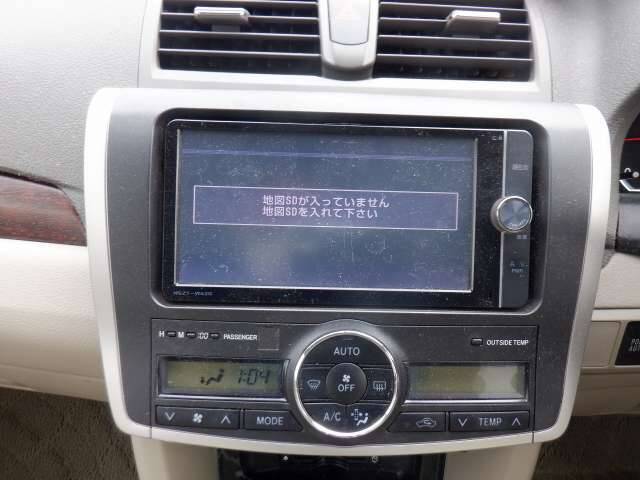 地図SDが入っていません
地図SDを入れて下さい
H M :00 PASSENGER
OUTSIDE TEMP
AUTO
1:04
OFF
A/C
MODE
TEMP